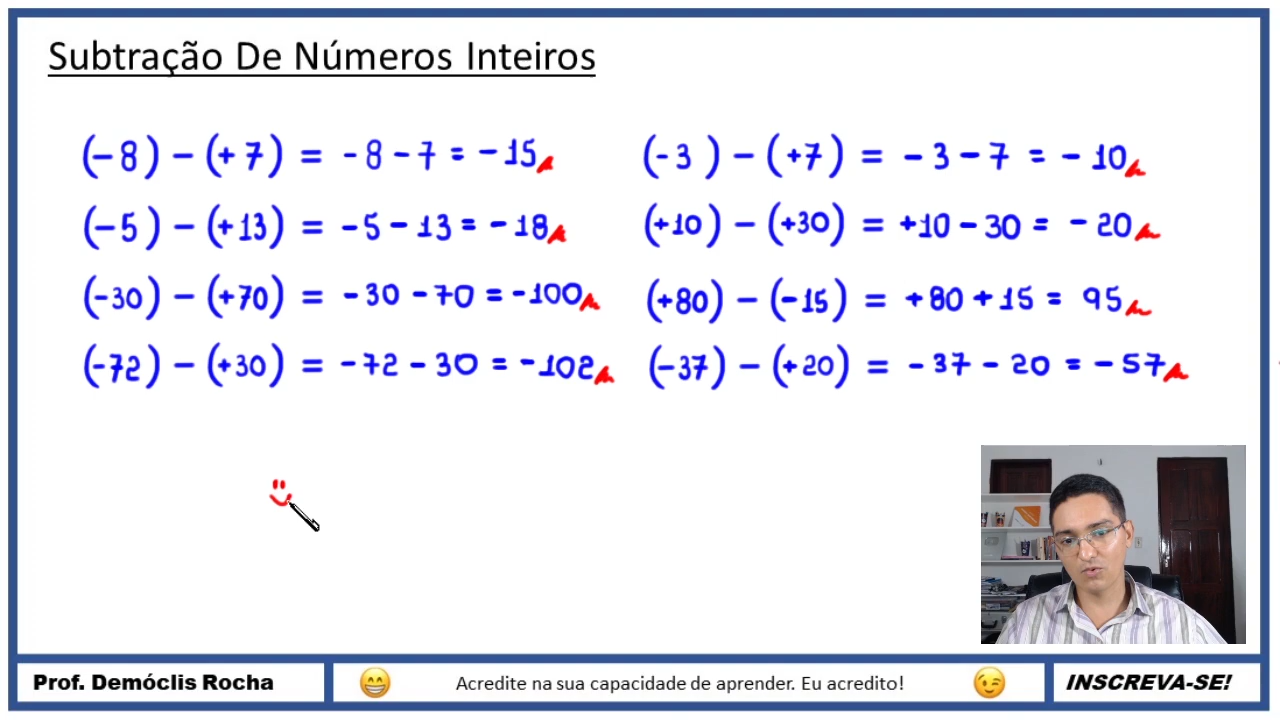 Subtração De Números Inteiros
(-8) - (+7) = -8 - 7 = -15
(-5) - (+13) = -5 - 13 = -18
(-30) - (+70) = -30 - 70 = -100
(-72) - (+30) = -72 - 30 = -102
(-3) - (+7) = -3 - 7 = -10
(+10) - (+30) = +10 - 30 = -20
(+80) - (-15) = +80 + 15 = 95
(-37) - (+20) = -37 - 20 = -57
Prof. Demóclis Rocha
Acredite na sua capacidade de aprender. Eu acredito!
INSCREVA-SE!